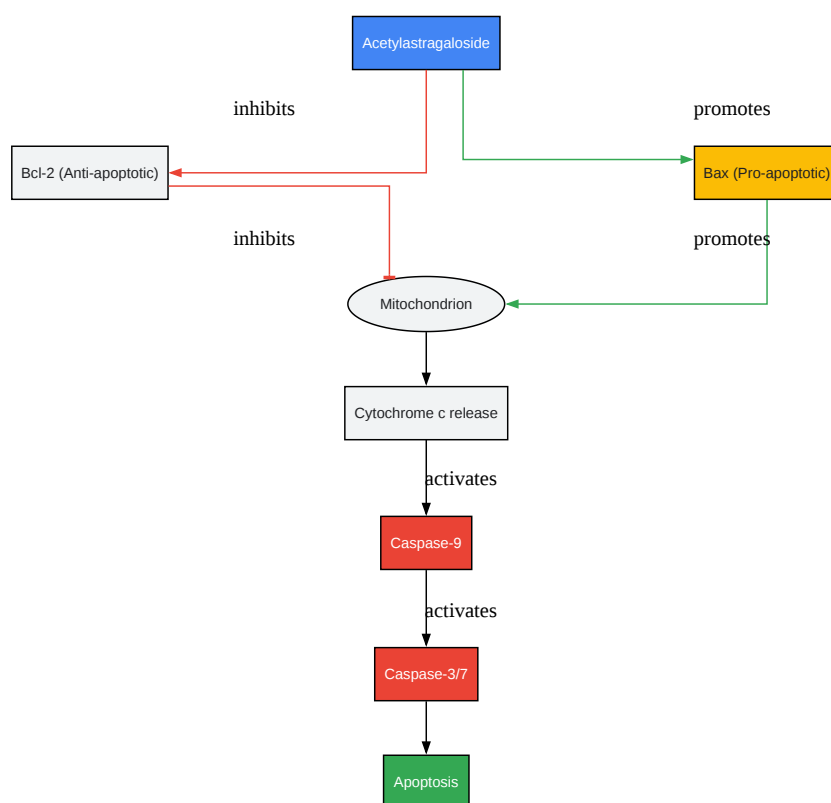 Acetylastragaloside
inhibits
promotes
Bcl-2 (Anti-apoptotic)
Bax (Pro-apoptotic)
inhibits
promotes
Mitochondrion
Cytochrome c release
activates
Caspase-9
activates
Caspase-3/7
Apoptosis